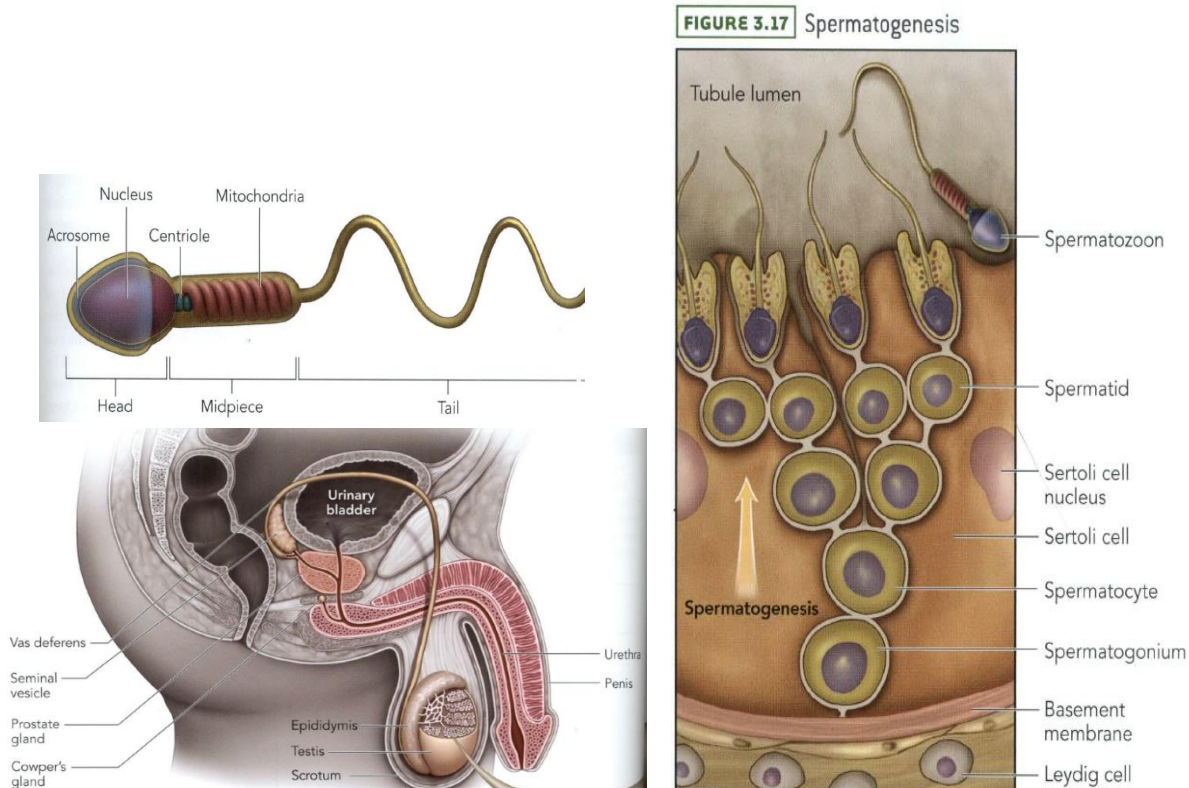 FIGURE 3.17 Spermatogenesis
Tubule lumen
Spermatozoon
Spermatid
Sertoli cell
nucleus
Sertoli cell
Spermatocyte
Spermatogenesis
Spermatogonium
Basement
membrane
Leydig cell
Nucleus
Mitochondria
Acrosome
Centriole
Head
Midpiece
Tail
Urinary
bladder
Vas deferens
Seminal
vesicle
Prostate
gland
Cowper's
gland
Urethra
Penis
Epididymis
Testis
Scrotum